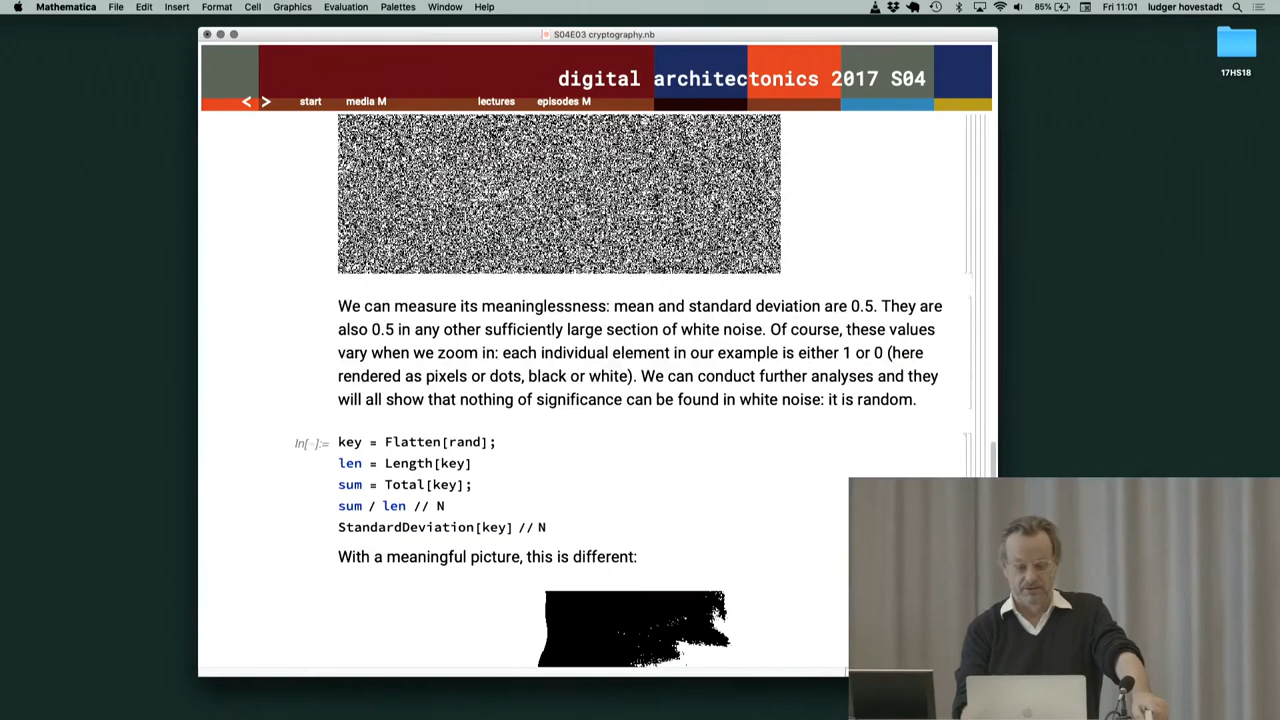 Mathematica File Edit Insert Format Cell Graphics Evaluation Palettes Window Help 85% Fri 11:01 ludger hovestadt
S04E03 cryptography.nb
17HS18
digital architectonics 2017 S04
< > start media M lectures episodes M
We can measure its meaninglessness: mean and standard deviation are 0.5. They are
also 0.5 in any other sufficiently large section of white noise. Of course, these values
vary when we zoom in: each individual element in our example is either 1 or 0 (here
rendered as pixels or dots, black or white). We can conduct further analyses and they
will all show that nothing of significance can be found in white noise: it is random.
In[ ]:= key = Flatten[rand];
len = Length[key]
sum = Total[key];
sum / len // N
StandardDeviation[key] // N
With a meaningful picture, this is different: